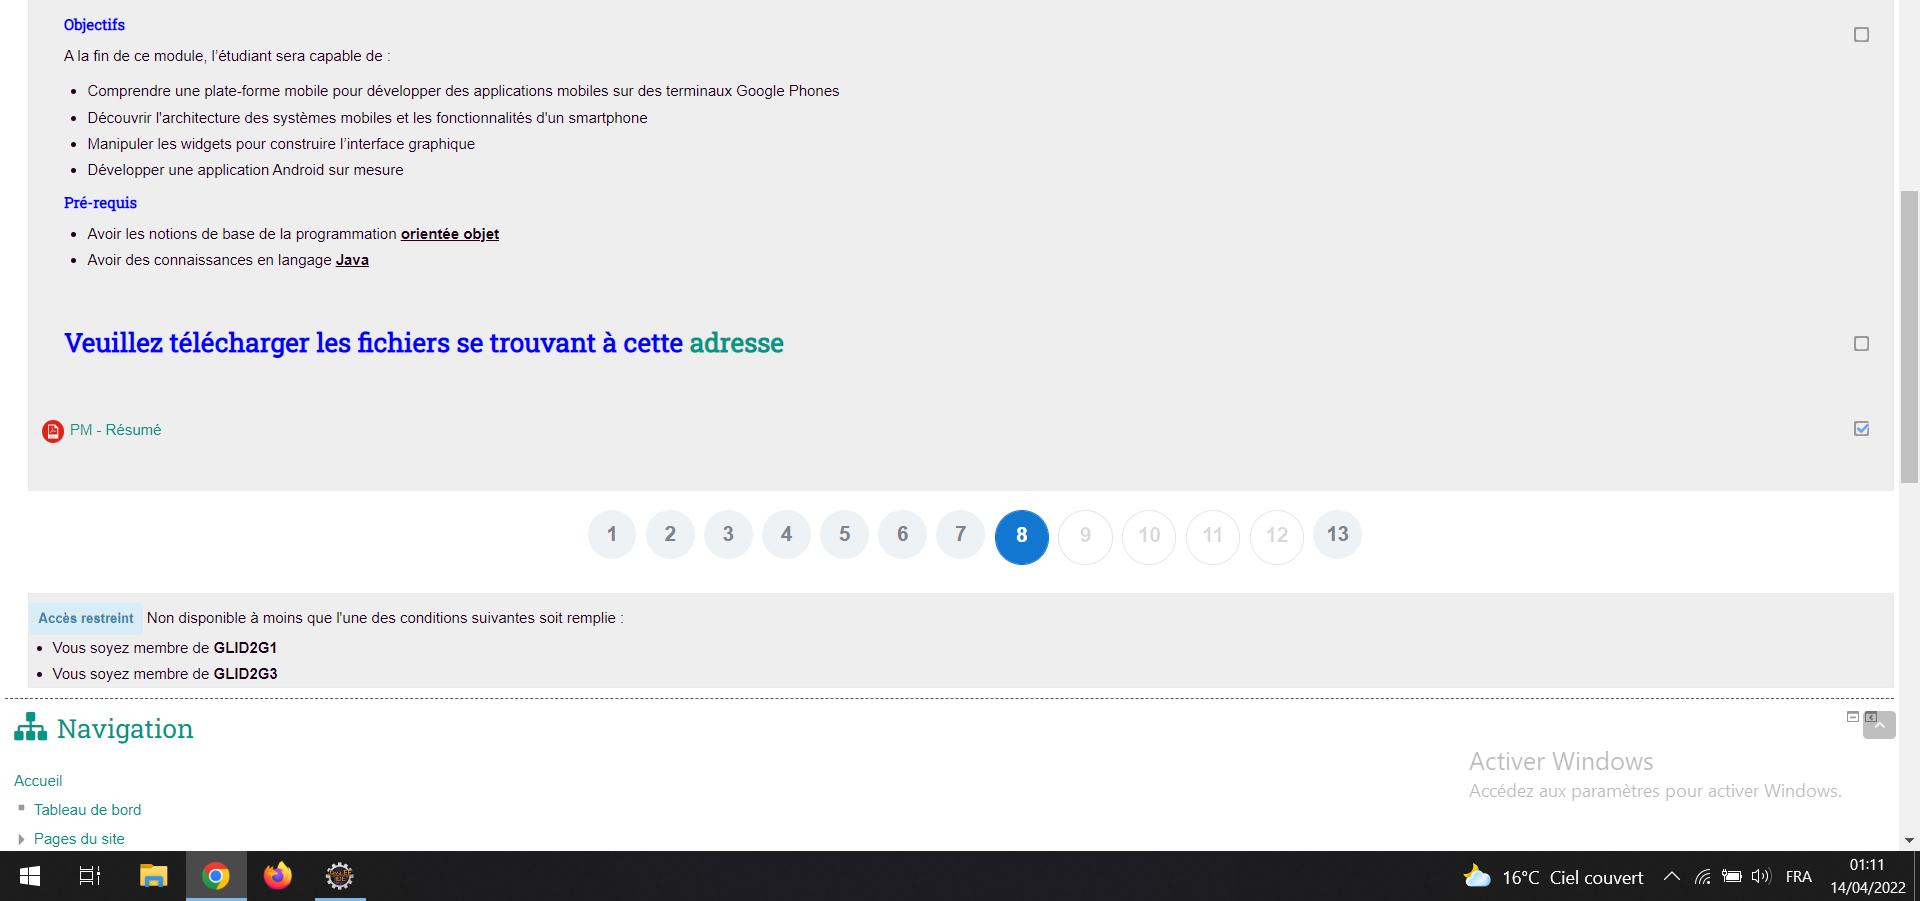 Objectifs
A la fin de ce module, l’étudiant sera capable de :
Comprendre une plate-forme mobile pour développer des applications mobiles sur des terminaux Google Phones
Découvrir l'architecture des systèmes mobiles et les fonctionnalités d'un smartphone
Manipuler les widgets pour construire l’interface graphique
Développer une application Android sur mesure
Pré-requis
Avoir les notions de base de la programmation orientée objet
Avoir des connaissances en langage Java
Veuillez télécharger les fichiers se trouvant à cette adresse
PM - Résumé
1 2 3 4 5 6 7 8 9 10 11 12 13
Accès restreint Non disponible à moins que l'une des conditions suivantes soit remplie :
Vous soyez membre de GLID2G1
Vous soyez membre de GLID2G3
Navigation
Accueil
Tableau de bord
Pages du site
Activer Windows
Accédez aux paramètres pour activer Windows.
16°C Ciel couvert FRA 01:11
14/04/2022